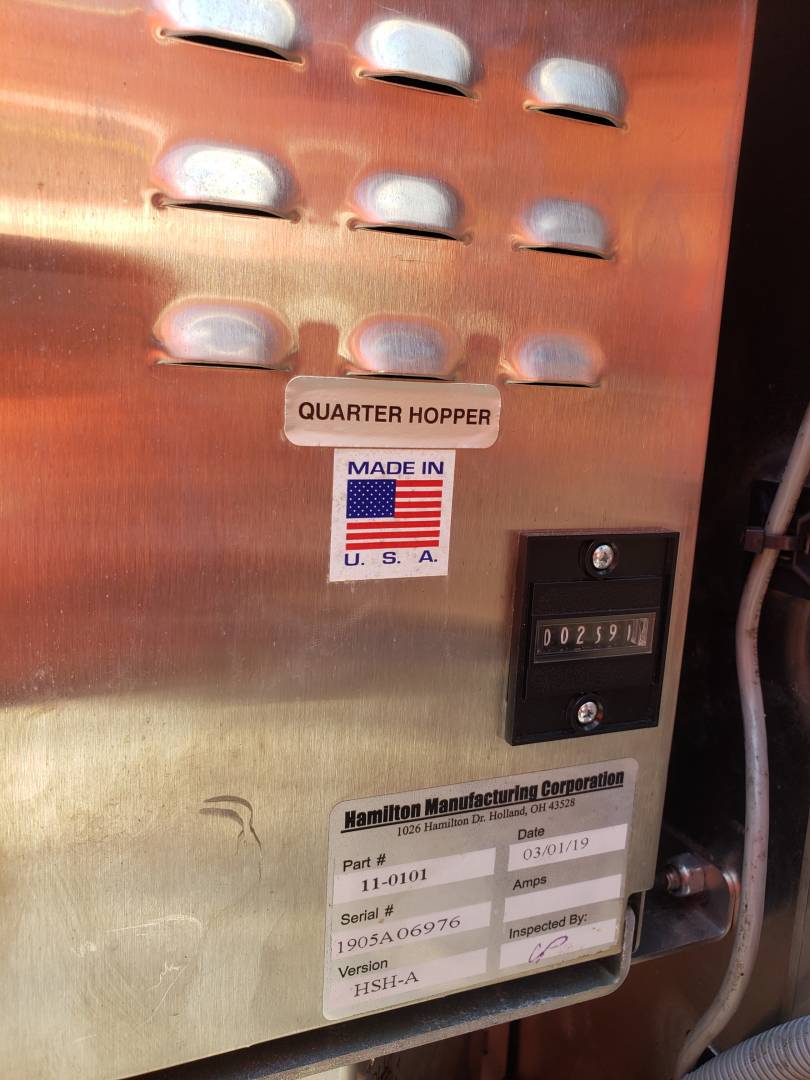 QUARTER HOPPER
MADE IN
U. S. A.
002591
Hamilton Manufacturing Corporation
1026 Hamilton Dr. Holland, OH 43528
Part #
11-0101
Date
03/01/19
Serial #
1905A06976
Amps
Version
HSH-A
Inspected By: